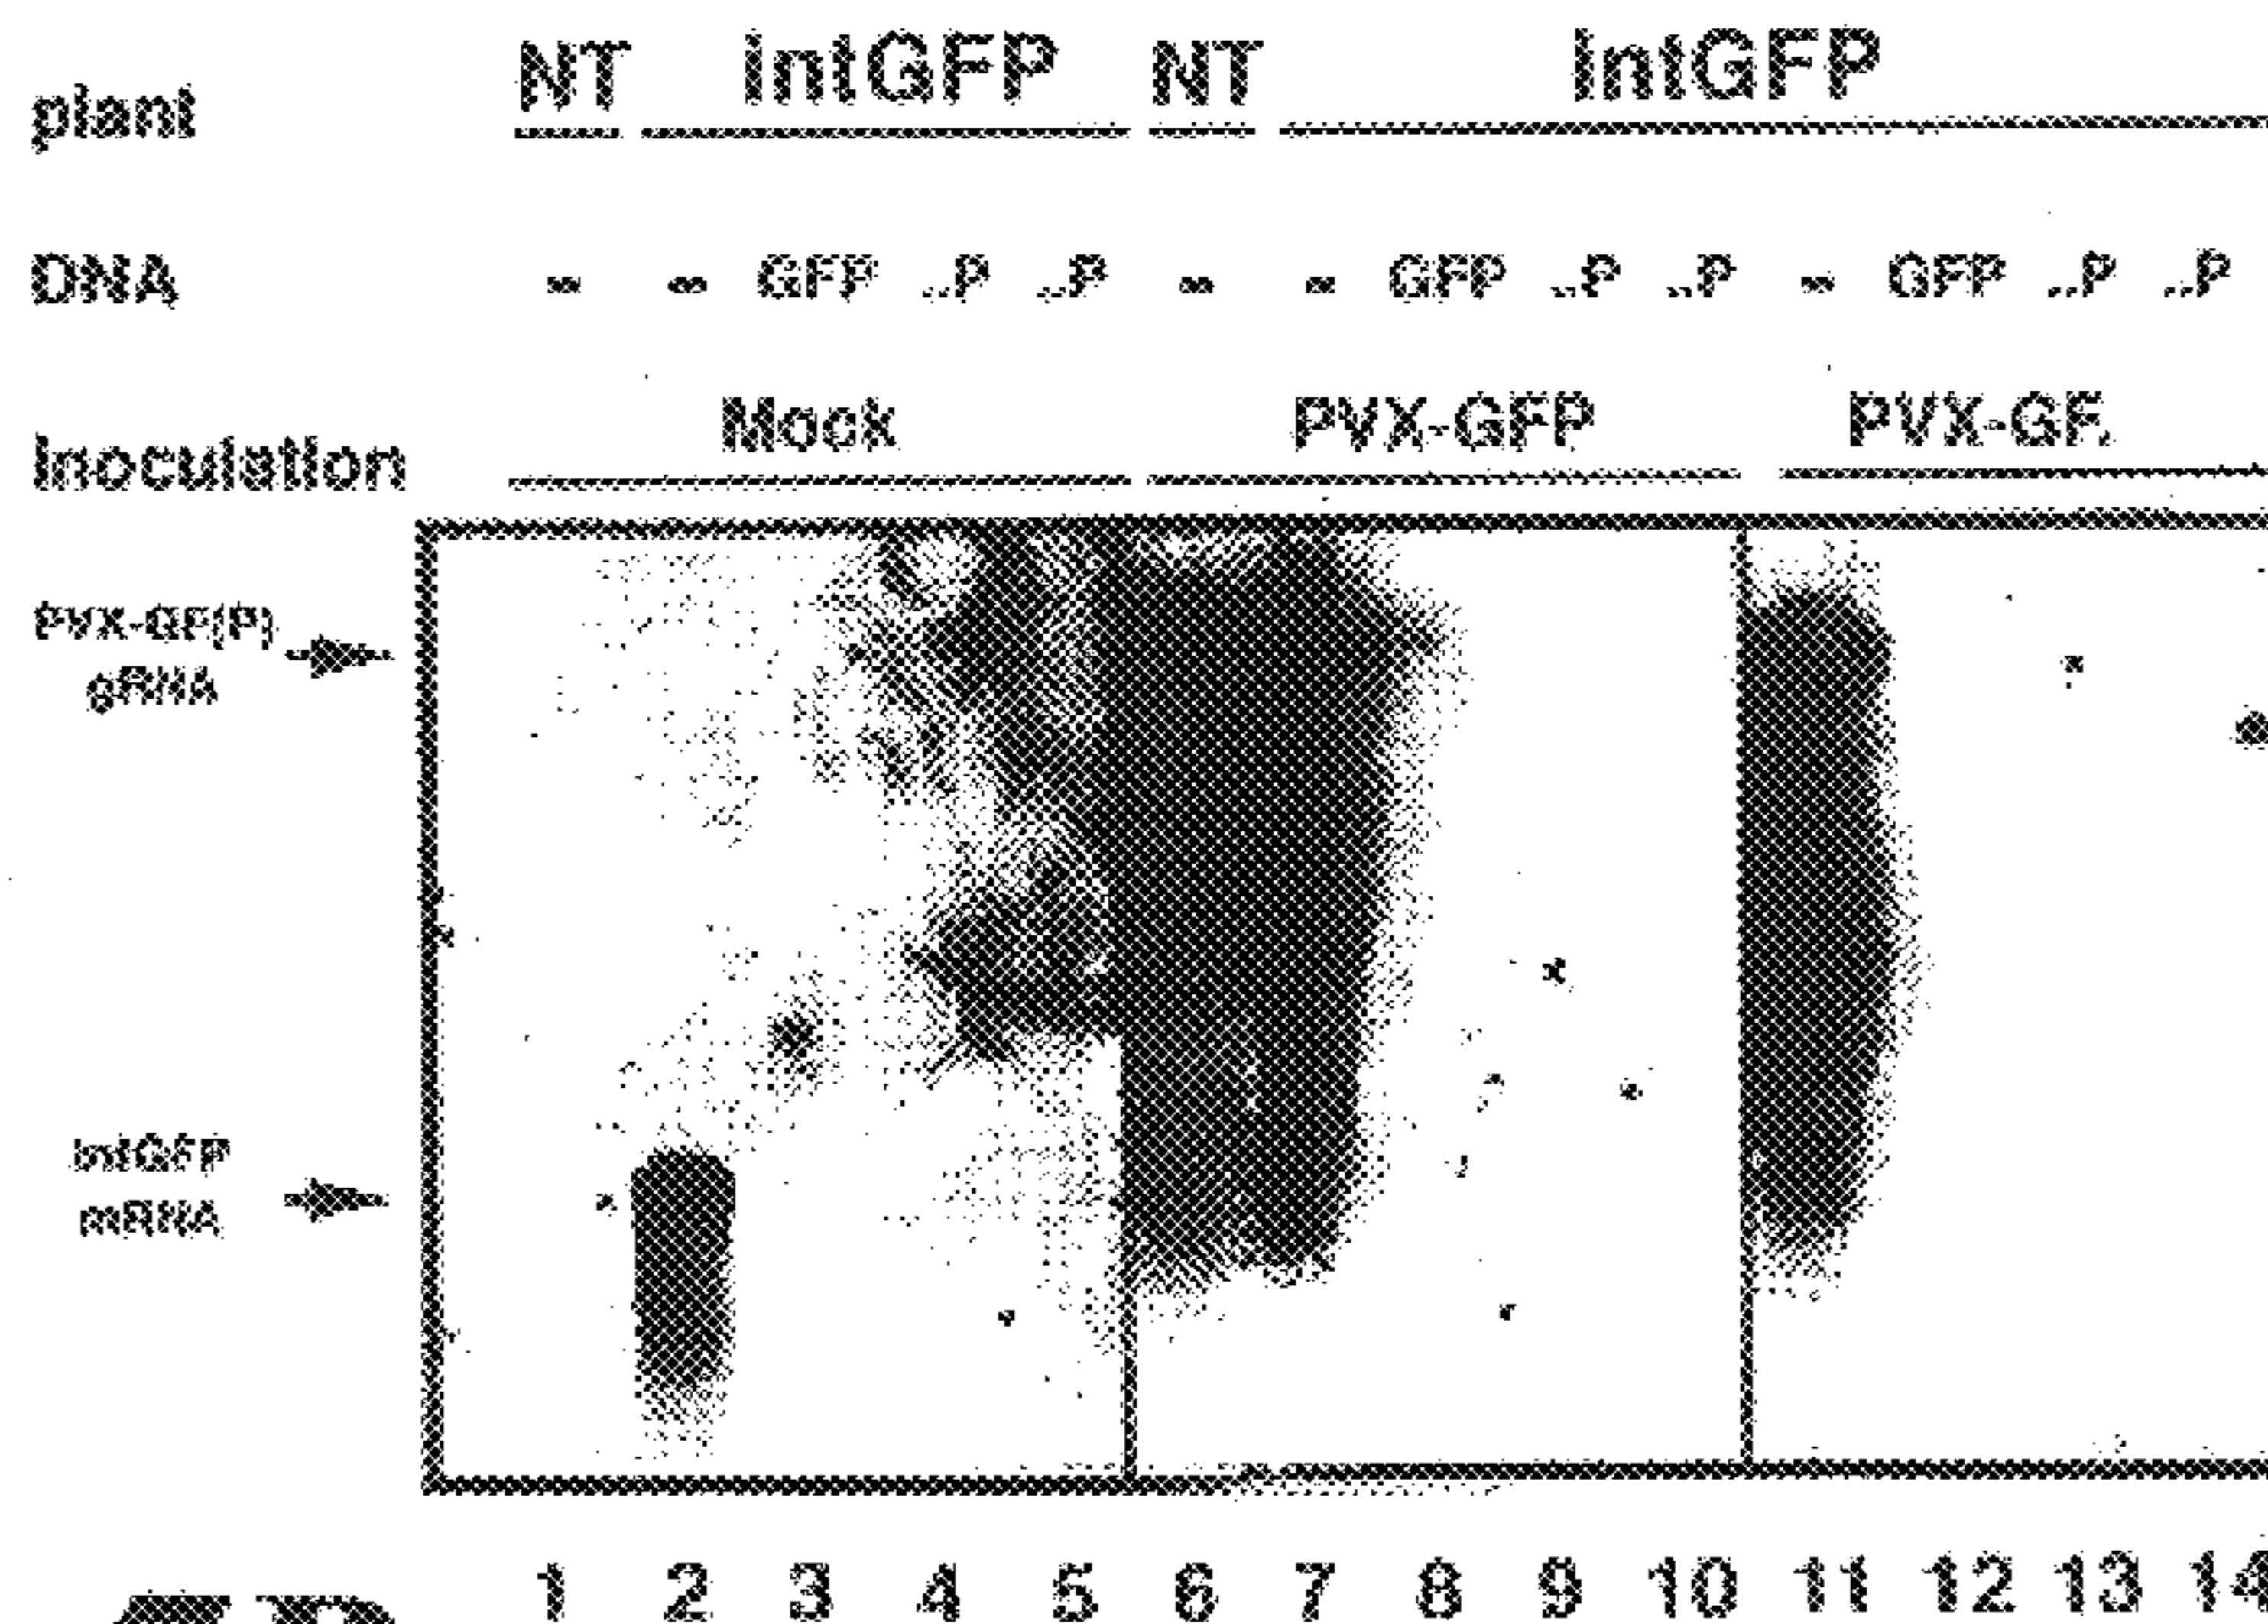 plant NT intGFP NT intGFP
DNA - - GFP ..P ..P - - GFP ..P ..P - GFP ..P ..P
Inoculation Mock PVX-GFP PVX-GF.
PVX-GF(P)
gRNA
intGFP
mRNA
1 2 3 4 5 6 7 8 9 10 11 12 13 14